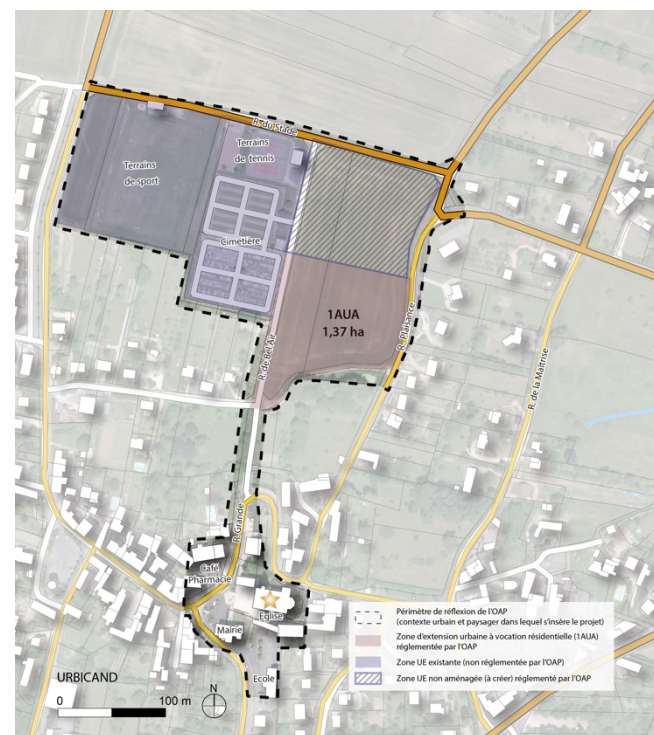 R. du Stade
Terrains
de tennis
Terrains
de sport
Cimetière
1AUA
1,37 ha
R. de Bel Air
R. Plaisance
R. de la Maîtrise
R. Grande
Café
Pharmacie
Eglise
Mairie
Ecole
Périmètre de réflexion de l'OAP
(contexte urbain et paysager dans lequel s'insère le projet)
Zone d'extension urbaine à vocation résidentielle (1AUA)
réglementée par l'OAP
Zone UE existante (non réglementée par l'OAP)
Zone UE non aménagée (à créer) réglementé par l'OAP
URBICAND
0 100 m
N